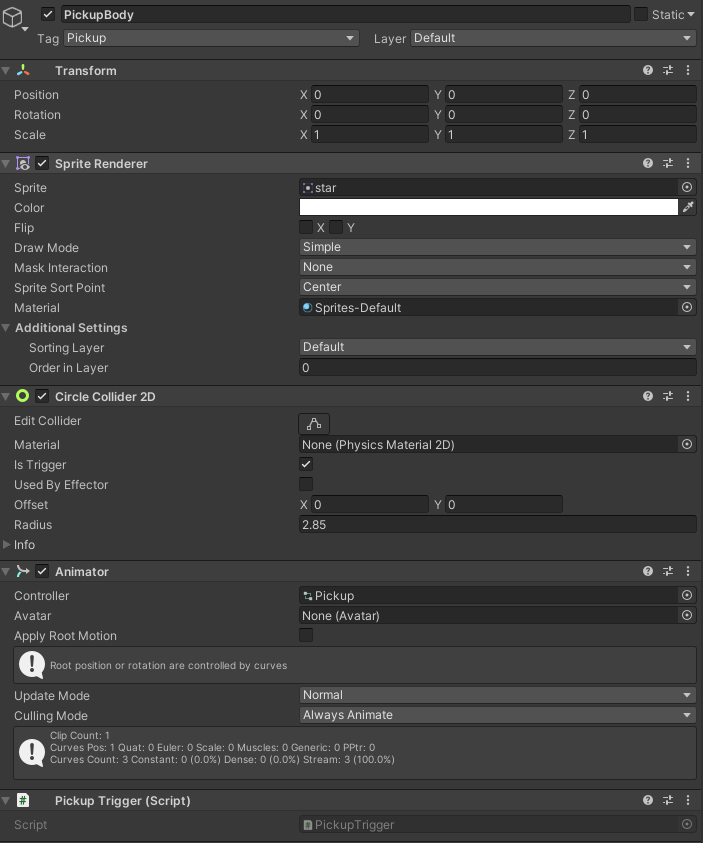 PickupBody Static
Tag Pickup Layer Default
Transform
Position X 0 Y 0 Z 0
Rotation X 0 Y 0 Z 0
Scale X 1 Y 1 Z 1
Sprite Renderer
Sprite star
Color
Flip X Y
Draw Mode Simple
Mask Interaction None
Sprite Sort Point Center
Material Sprites-Default
Additional Settings
Sorting Layer Default
Order in Layer 0
Circle Collider 2D
Edit Collider
Material None (Physics Material 2D)
Is Trigger
Used By Effector
Offset X 0 Y 0
Radius 2.85
Info
Animator
Controller Pickup
Avatar None (Avatar)
Apply Root Motion
Root position or rotation are controlled by curves
Update Mode Normal
Culling Mode Always Animate
Clip Count: 1
Curves Pos: 1 Quat: 0 Euler: 0 Scale: 0 Muscles: 0 Generic: 0 PPtr: 0
Curves Count: 3 Constant: 0 (0.0%) Dense: 0 (0.0%) Stream: 3 (100.0%)
# Pickup Trigger (Script)
Script # PickupTrigger